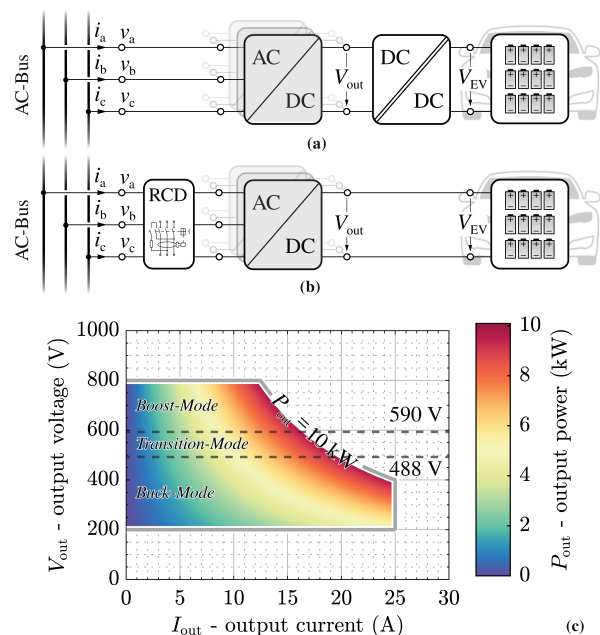 AC-Bus
i_a v_a
i_b v_b
i_c v_c
AC
DC
V_out
DC
DC
V_EV
(a)
AC-Bus
i_a v_a
i_b v_b
i_c v_c
RCD
AC
DC
V_out
V_EV
(b)
V_out - output voltage (V)
1000
800
600
400
200
0
Boost-Mode
Transition-Mode
Buck-Mode
P_out = 10 kW
590 V
488 V
0 5 10 15 20 25 30
I_out - output current (A)
10
8
6
4
2
0
P_out - output power (kW)
(c)